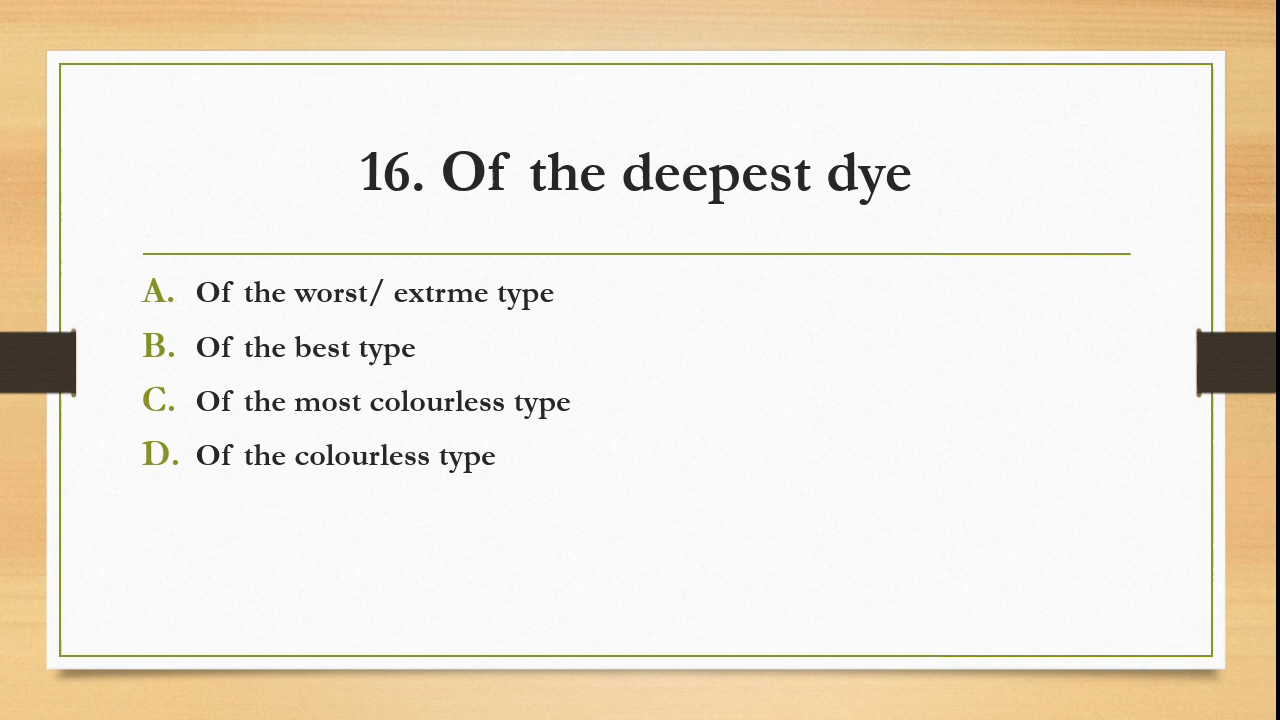 16. Of the deepest dye
A. Of the worst/ extrme type
B. Of the best type
C. Of the most colourless type
D. Of the colourless type